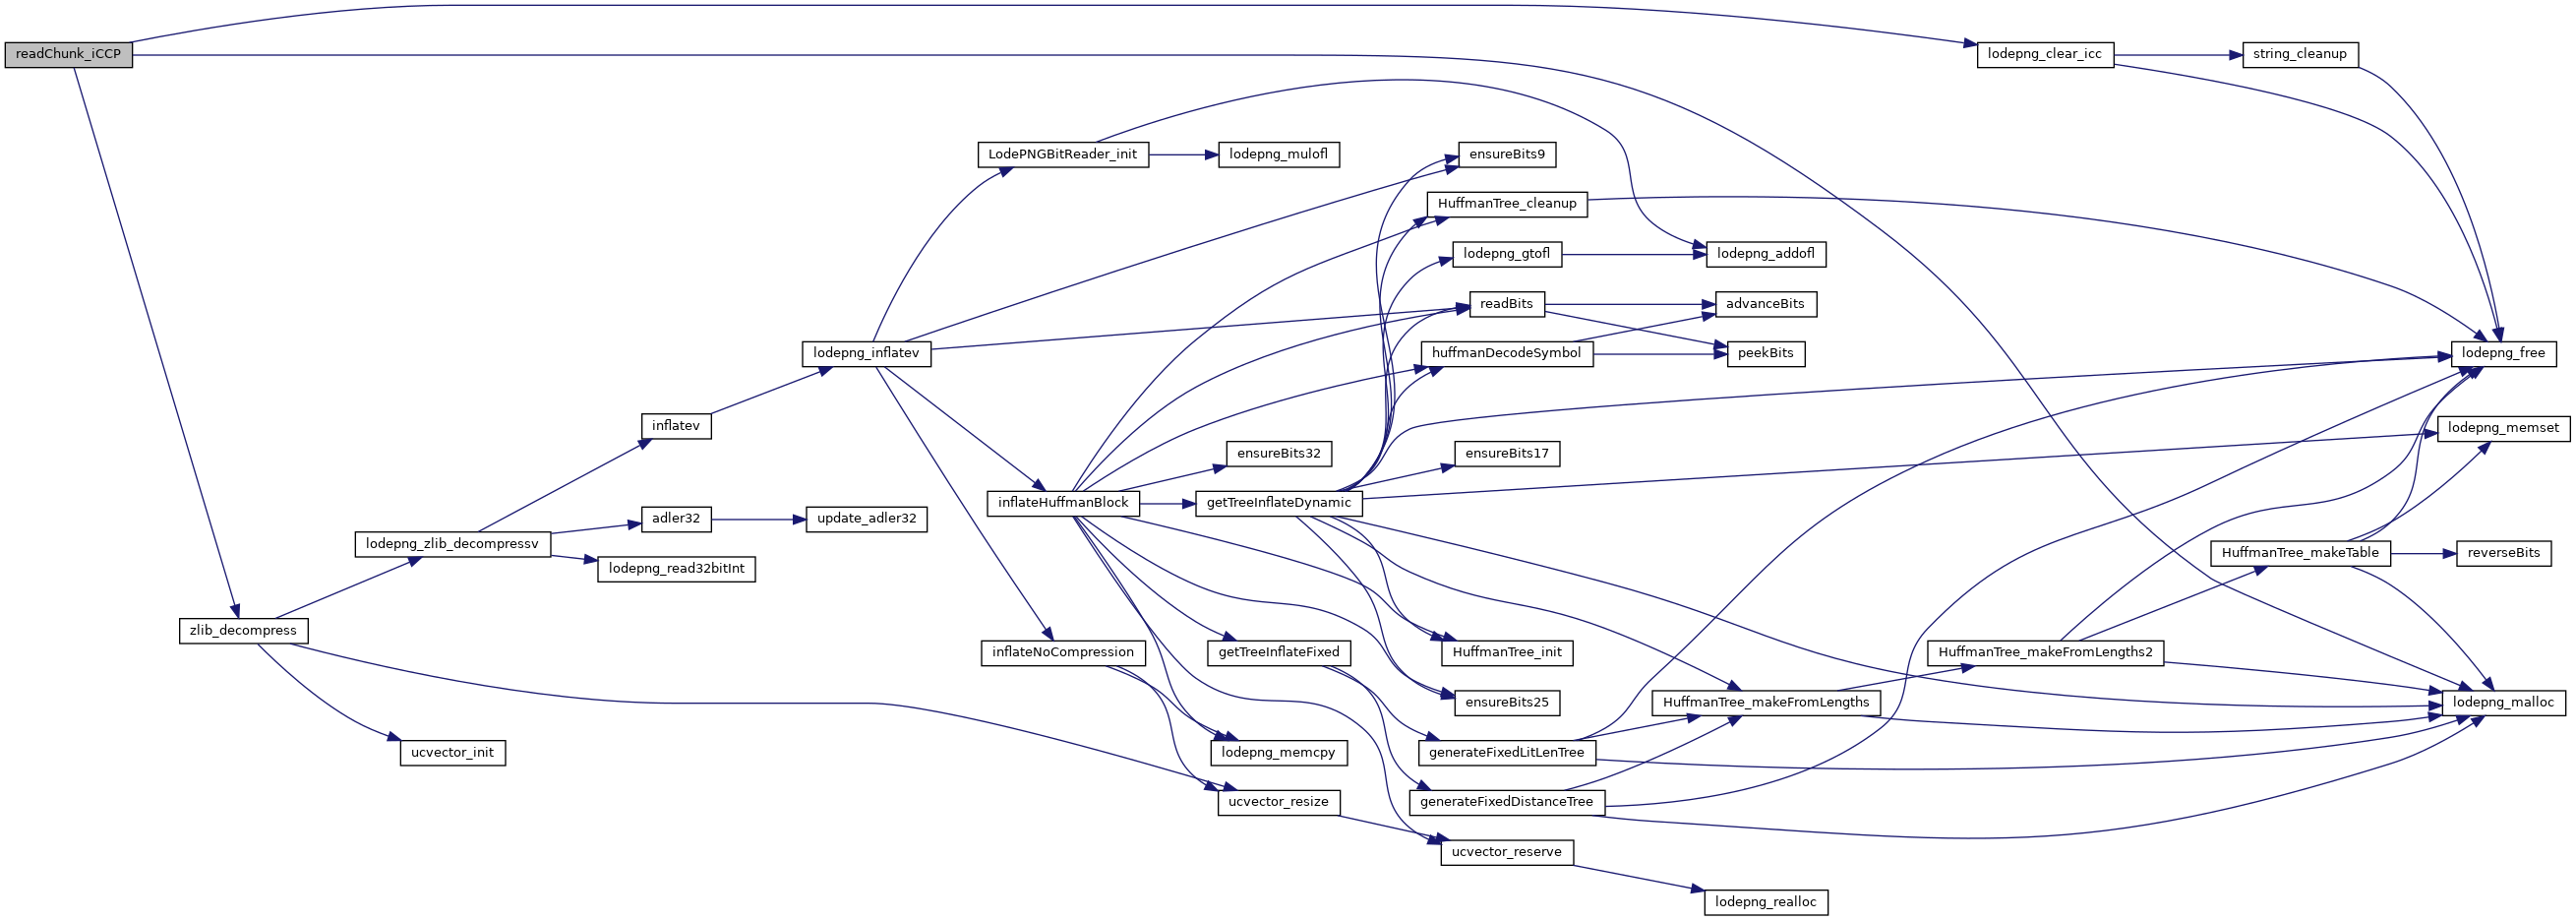 readChunk_iCCP
lodepng_clear_icc
string_cleanup
LodePNGBitReader_init
lodepng_mulofl
ensureBits9
HuffmanTree_cleanup
lodepng_gtofl
lodepng_addofl
readBits
advanceBits
lodepng_inflatev
huffmanDecodeSymbol
peekBits
lodepng_free
inflatev
lodepng_memset
ensureBits32
ensureBits17
inflateHuffmanBlock
getTreeInflateDynamic
adler32
update_adler32
lodepng_zlib_decompressv
HuffmanTree_makeTable
reverseBits
lodepng_read32bitInt
zlib_decompress
inflateNoCompression
getTreeInflateFixed
HuffmanTree_init
HuffmanTree_makeFromLengths2
ensureBits25
HuffmanTree_makeFromLengths
lodepng_malloc
ucvector_init
lodepng_memcpy
generateFixedLitLenTree
ucvector_resize
generateFixedDistanceTree
ucvector_reserve
lodepng_realloc